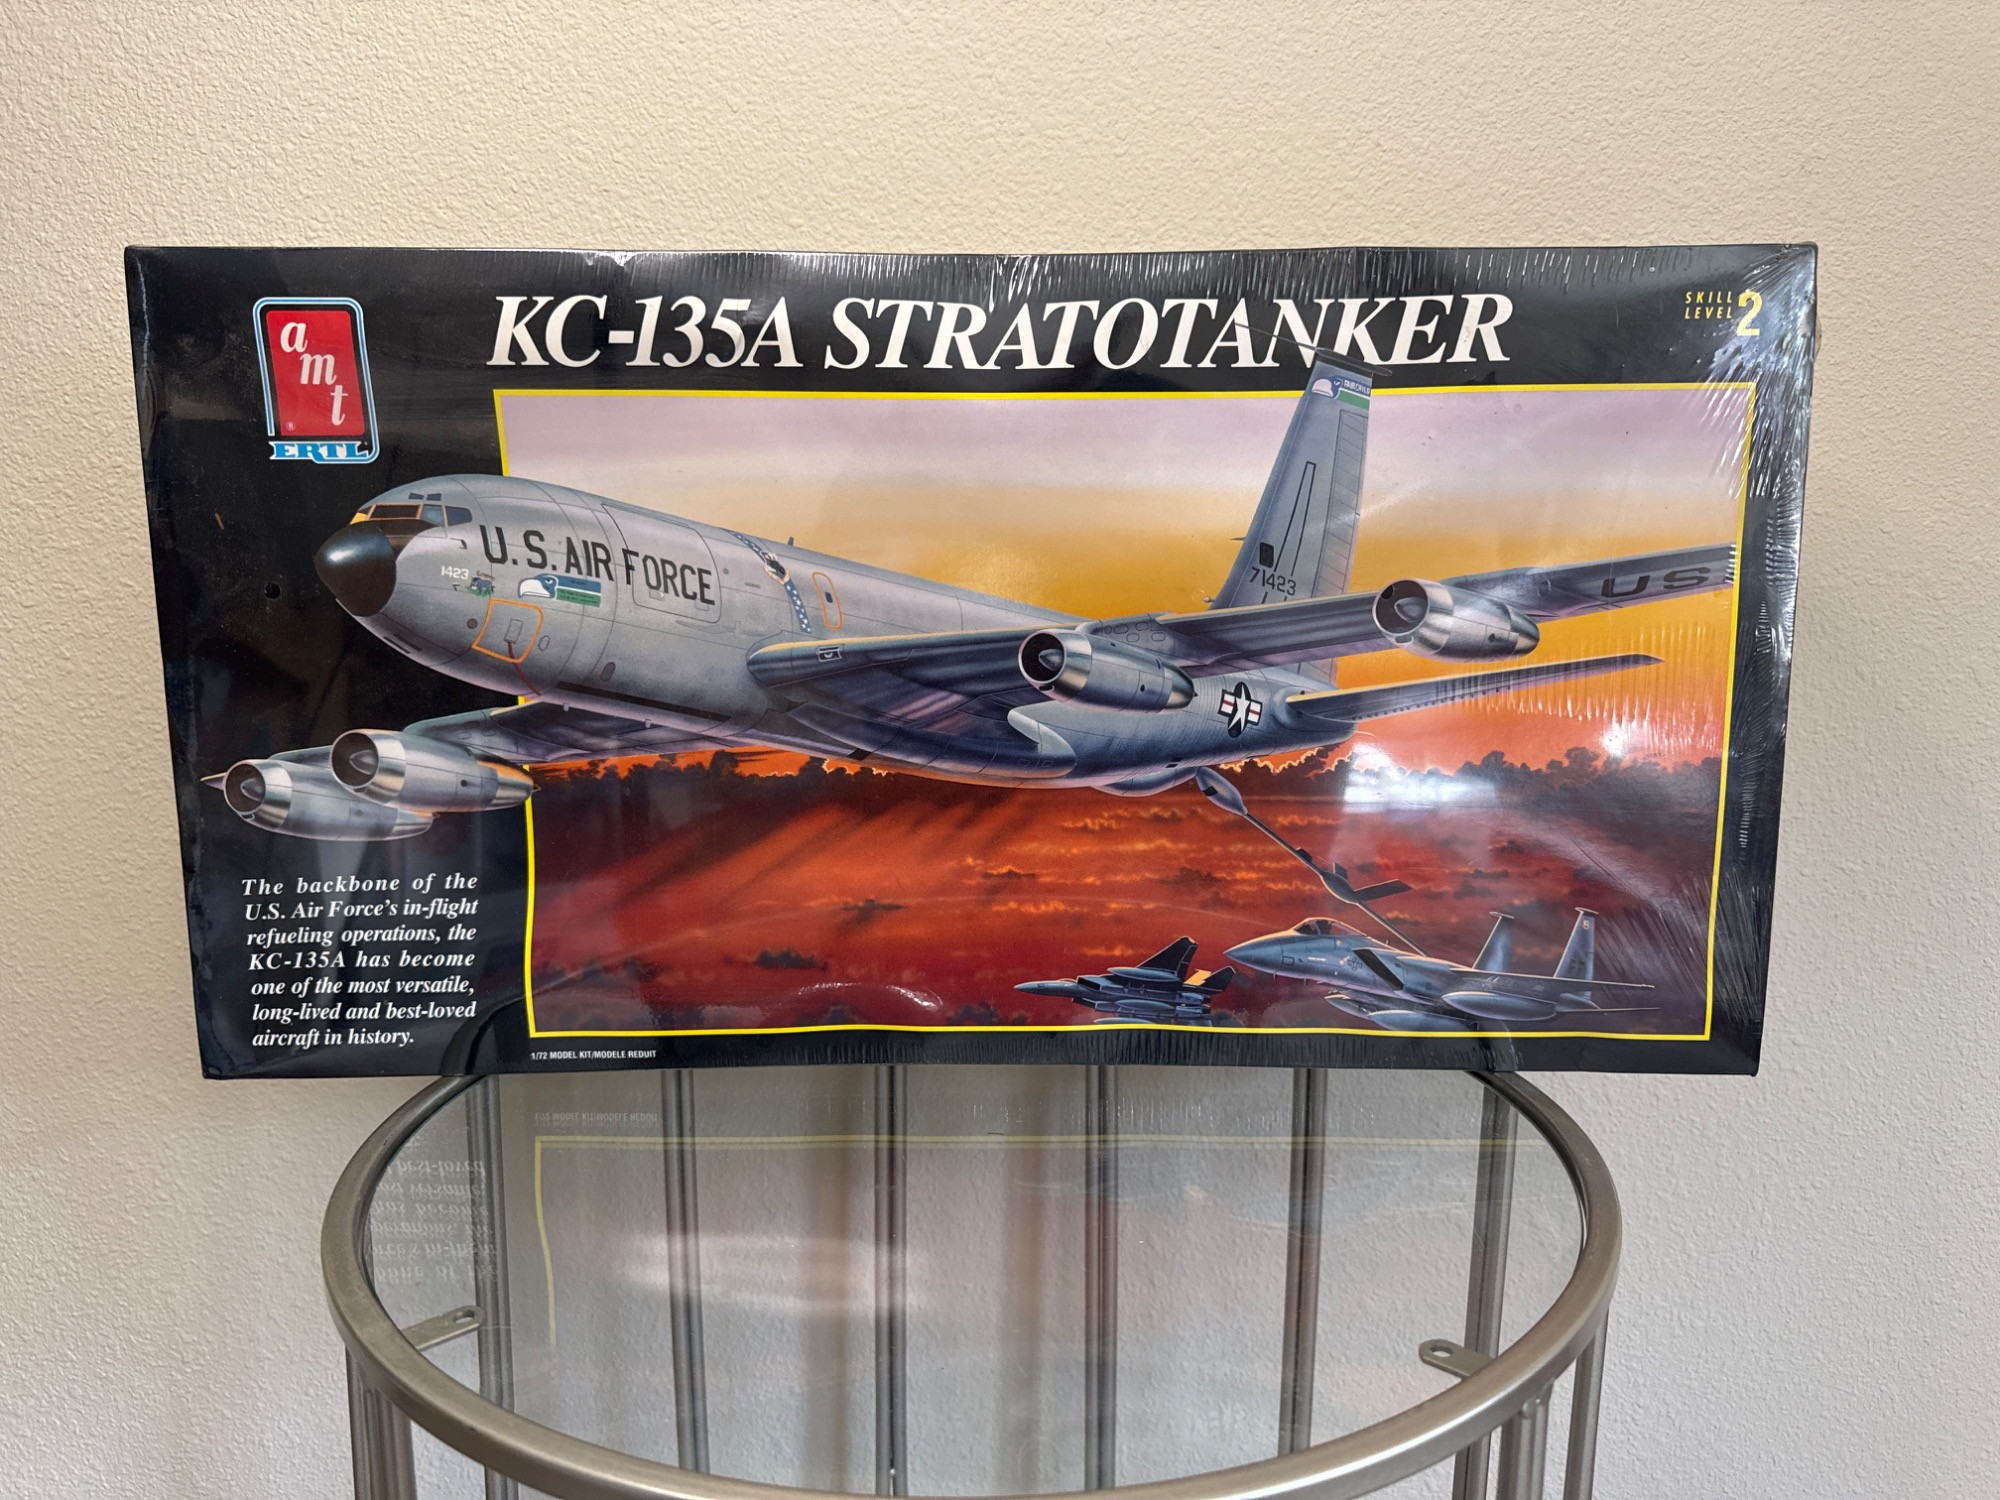 amt
®
ERTL
KC-135A STRATOTANKER
SKILL
LEVEL 2
U.S. AIR FORCE
1423
71423
US
The backbone of the
U.S. Air Force's in-flight
refueling operations, the
KC-135A has become
one of the most versatile,
long-lived and best-loved
aircraft in history.
1/72 MODEL KIT/MODELE REDUIT